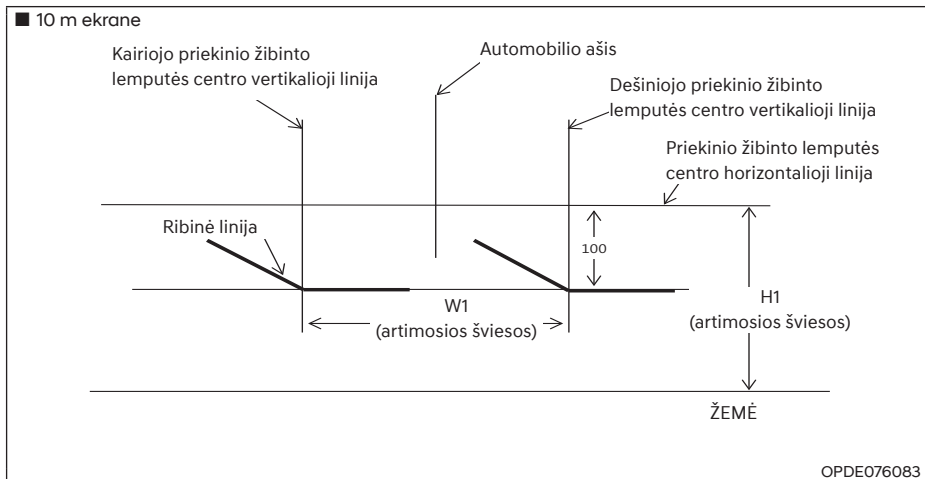 ■ 10 m ekrane
Kairiojo priekinio žibinto
lemputės centro vertikalioji linija
Automobilio ašis
Dešiniojo priekinio žibinto
lemputės centro vertikalioji linija
Priekinio žibinto lemputės
centro horizontalioji linija
Ribinė linija
100
W1
(artimosios šviesos)
H1
(artimosios šviesos)
ŽEMĖ
OPDE076083